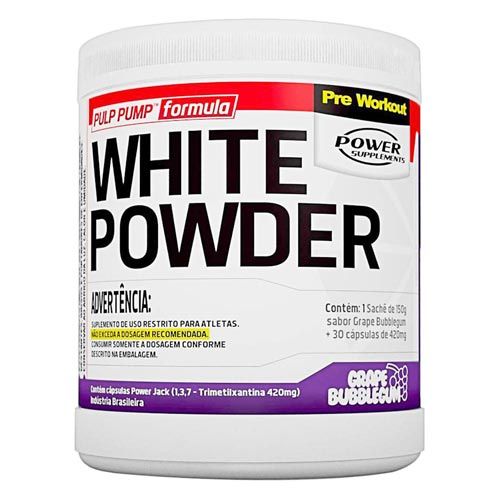 PULP PUMP™ formula
Pre Workout
POWER
SUPPLEMENTS
WHITE
POWDER
ADVERTÊNCIA:
SUPLEMENTO DE USO RESTRITO PARA ATLETAS.
NÃO EXCEDA A DOSAGEM RECOMENDADA.
CONSUMIR SOMENTE A DOSAGEM CONFORME
DESCRITO NA EMBALAGEM.
Contém: 1 Sachê de 150g
sabor Grape Bubblegum
+ 30 cápsulas de 420mg
Contém cápsulas Power Jack (1,3,7 - Trimetilxantina 420mg)
Indústria Brasileira
GRAPE
BUBBLEGUM